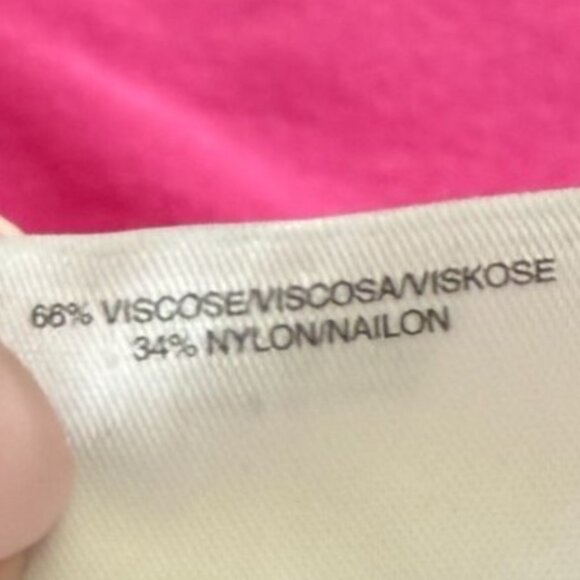 66% VISCOSE/VISCOSA/VISKOSE
34% NYLON/NAILON